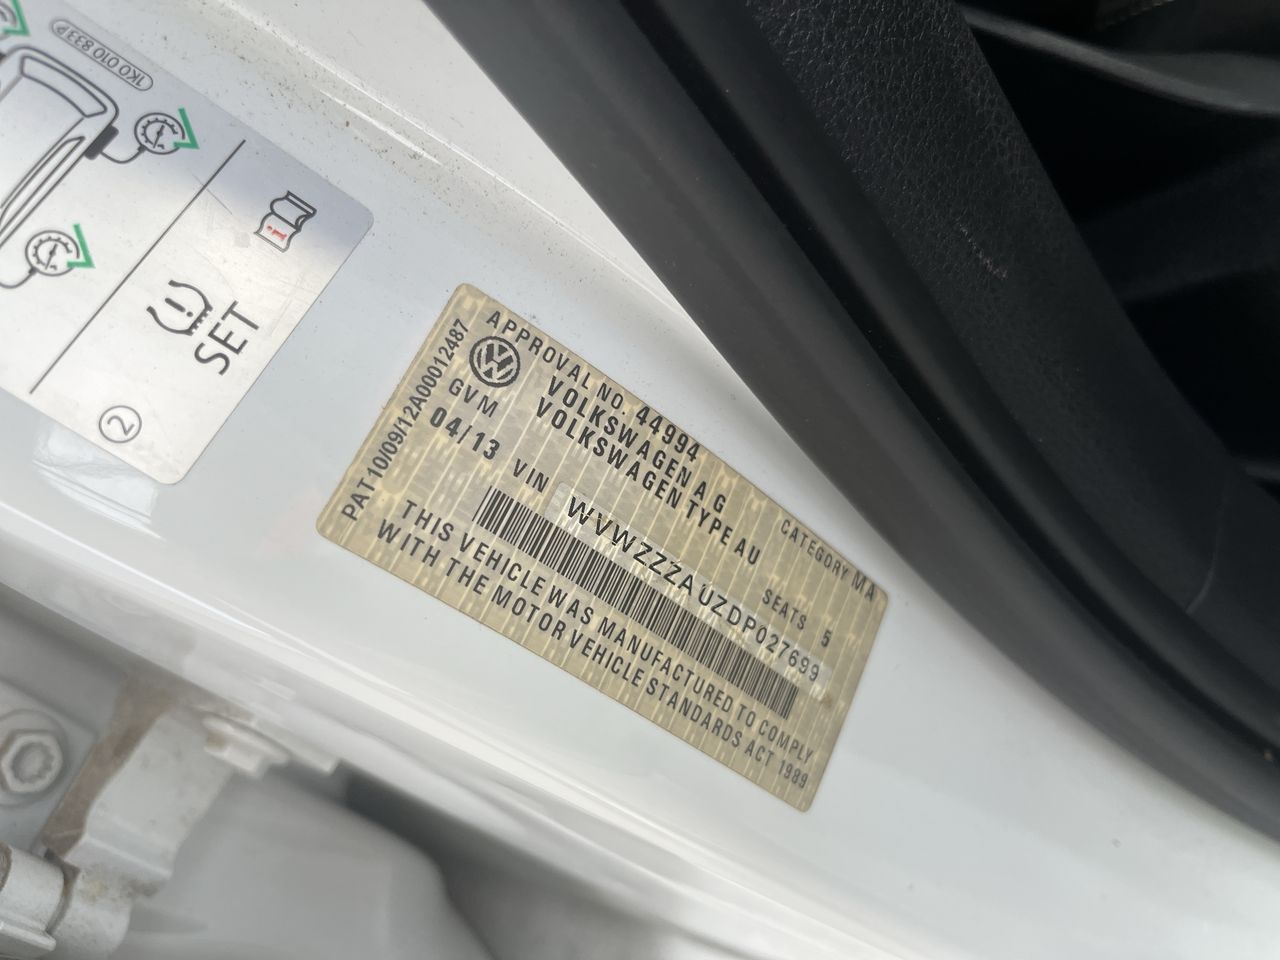 1K0 010 833 P
SET
2
PAT10/09/12A00012487
APPROVAL NO. 44994
CATEGORY MA
VOLKSWAGEN AG
VOLKSWAGEN TYPE AU
GVM
SEATS 5
04/13 VIN WVWZZZAUZDP027699
THIS VEHICLE WAS MANUFACTURED TO COMPLY
WITH THE MOTOR VEHICLE STANDARDS ACT 1989